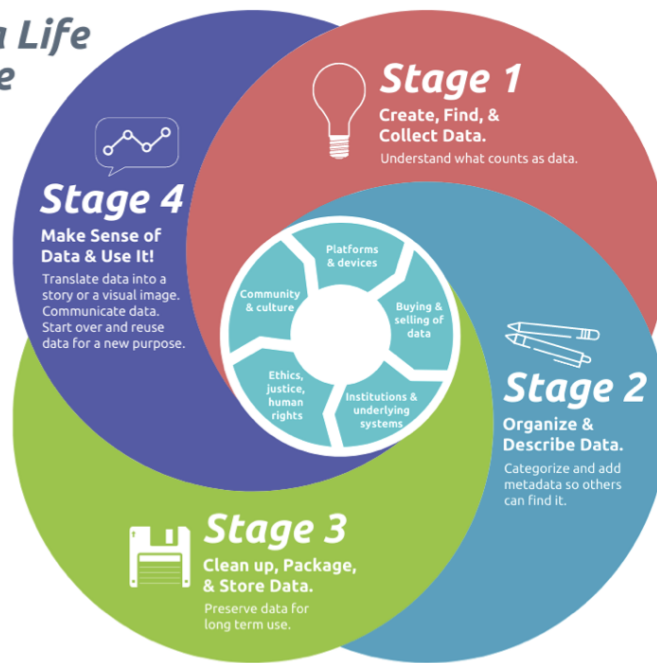 a Life
e
Stage 1
Create, Find, &
Collect Data.
Understand what counts as data.
Stage 4
Make Sense of
Data & Use It!
Translate data into a
story or a visual image.
Communicate data.
Start over and reuse
data for a new purpose.
Platforms
& devices
Community
& culture
Buying &
selling of
data
Ethics,
justice,
human
rights
Institutions &
underlying
systems
Stage 2
Organize &
Describe Data.
Categorize and add
metadata so others
can find it.
Stage 3
Clean up, Package,
& Store Data.
Preserve data for
long term use.